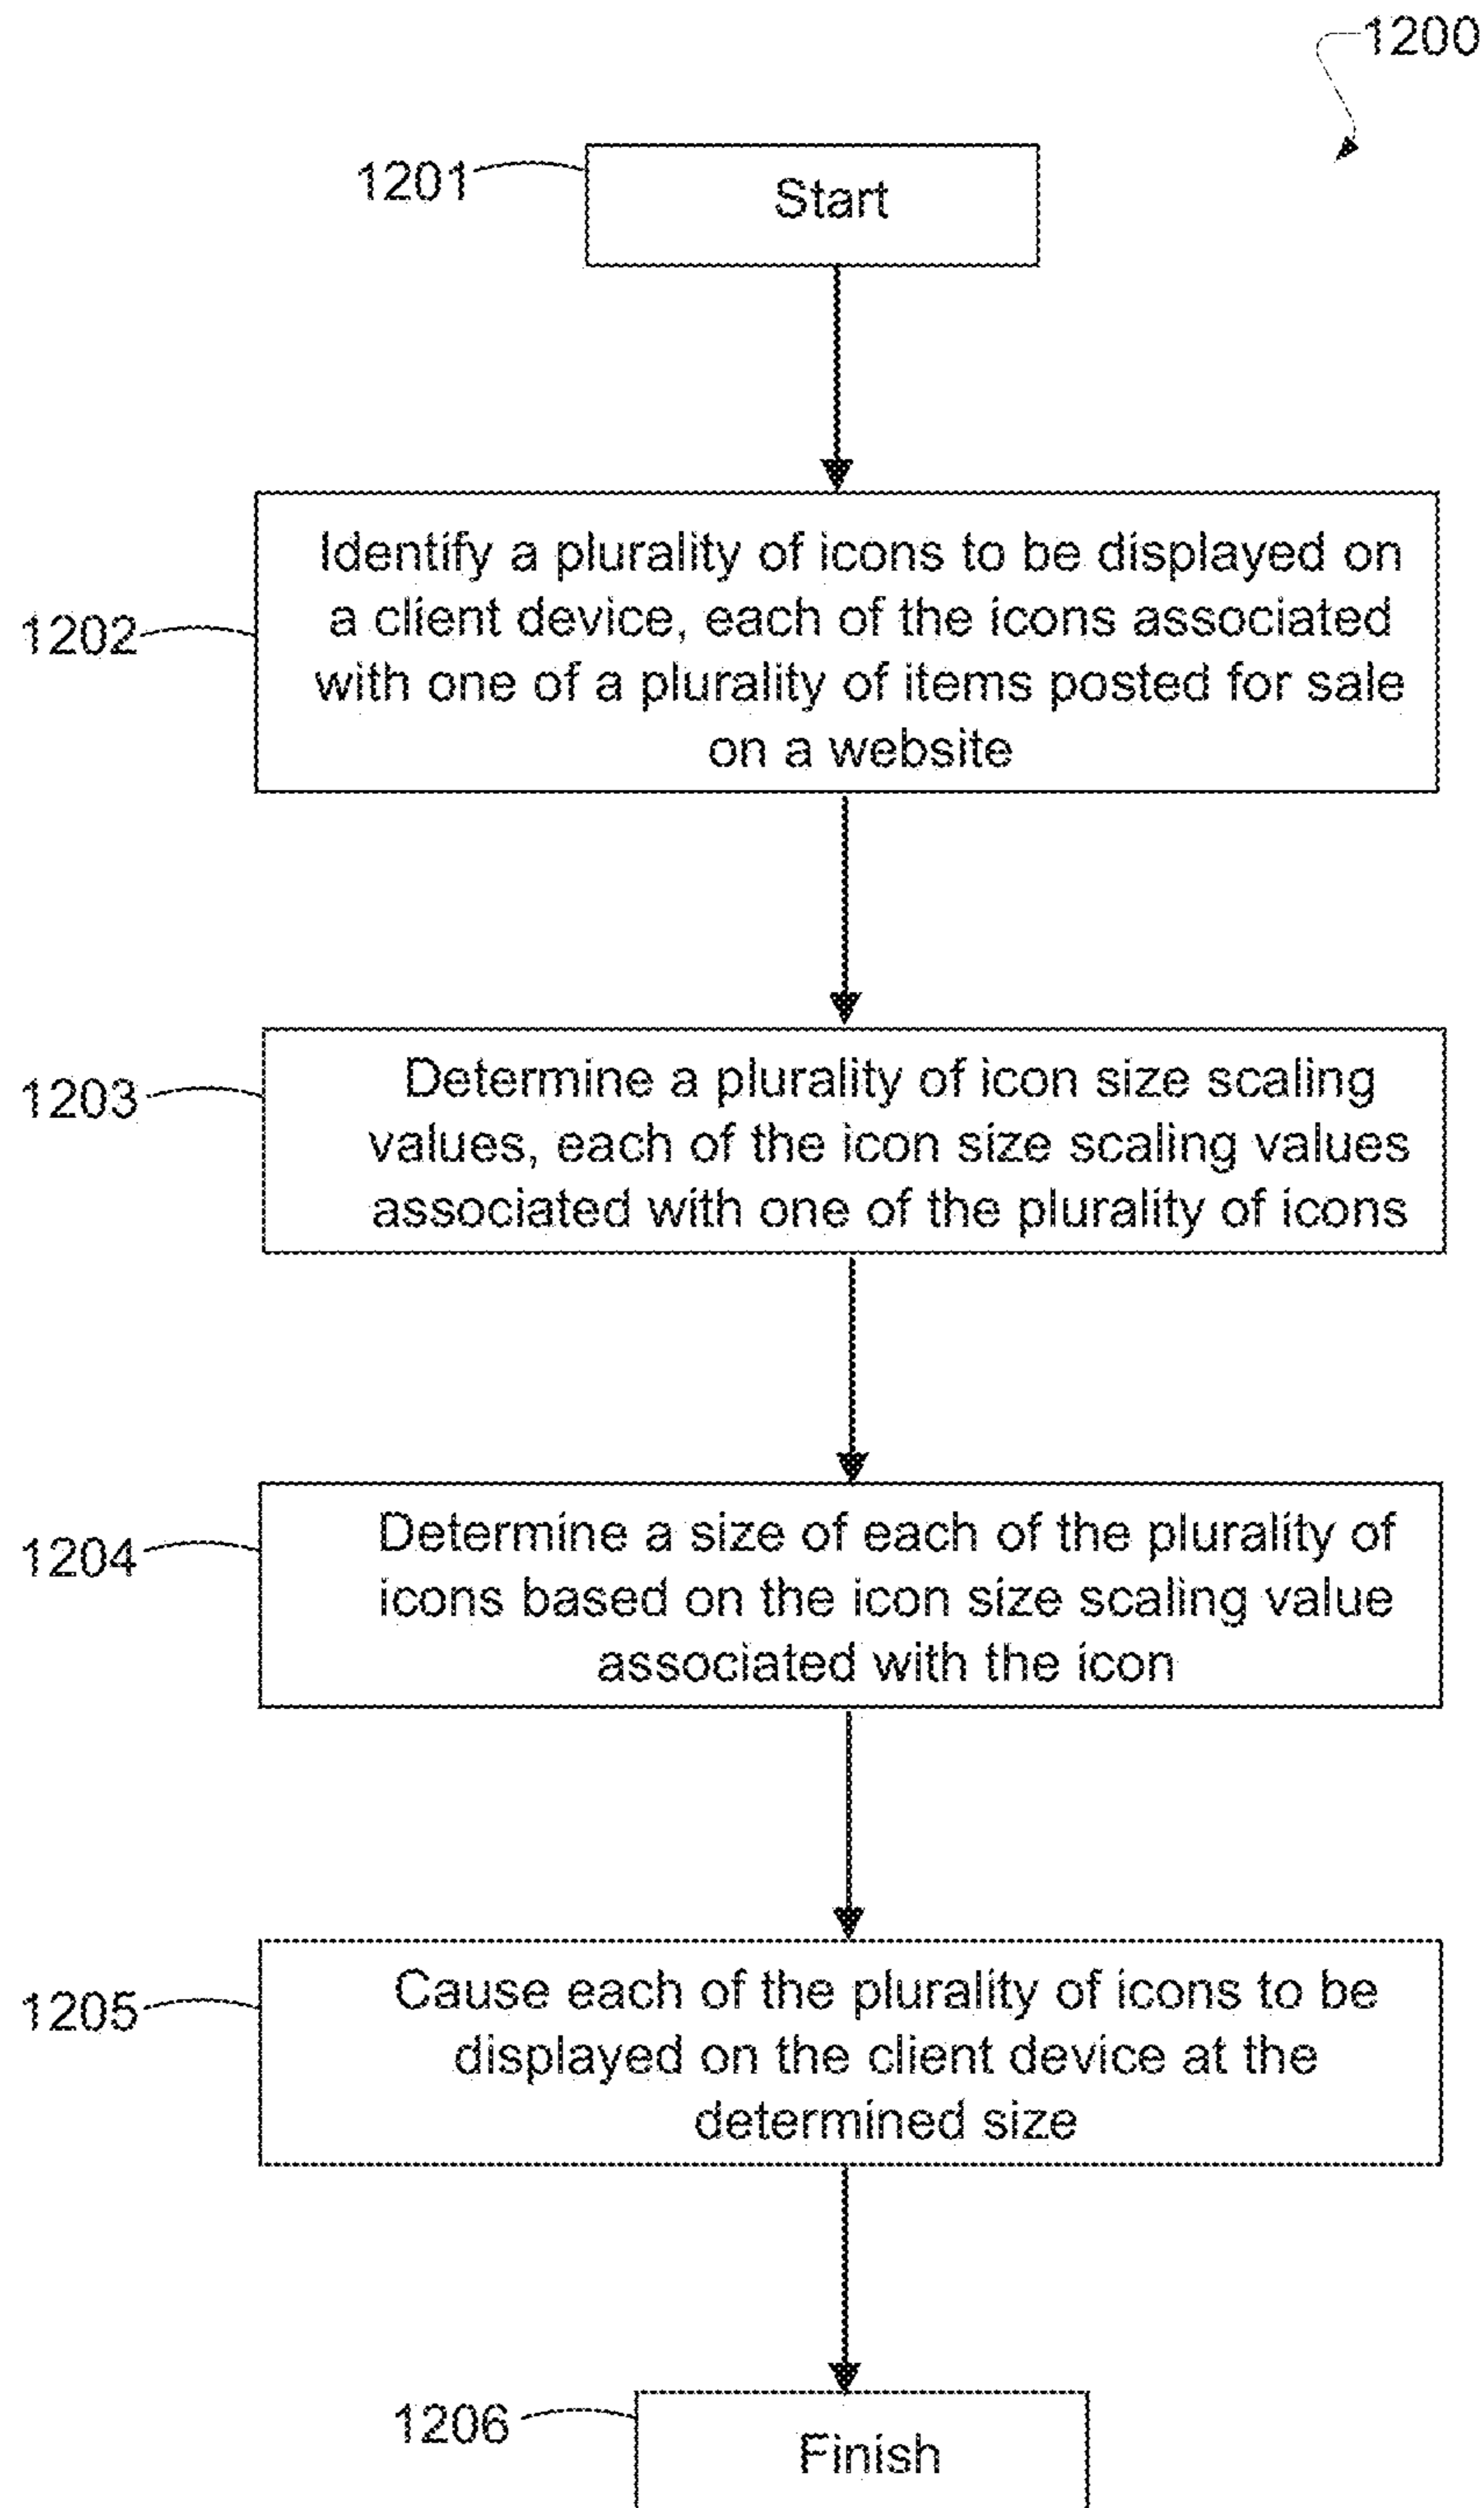 1200
1201
Start
1202
Identify a plurality of icons to be displayed on
a client device, each of the icons associated
with one of a plurality of items posted for sale
on a website
1203
Determine a plurality of icon size scaling
values, each of the icon size scaling values
associated with one of the plurality of icons
1204
Determine a size of each of the plurality of
icons based on the icon size scaling value
associated with the icon
1205
Cause each of the plurality of icons to be
displayed on the client device at the
determined size
1206
Finish